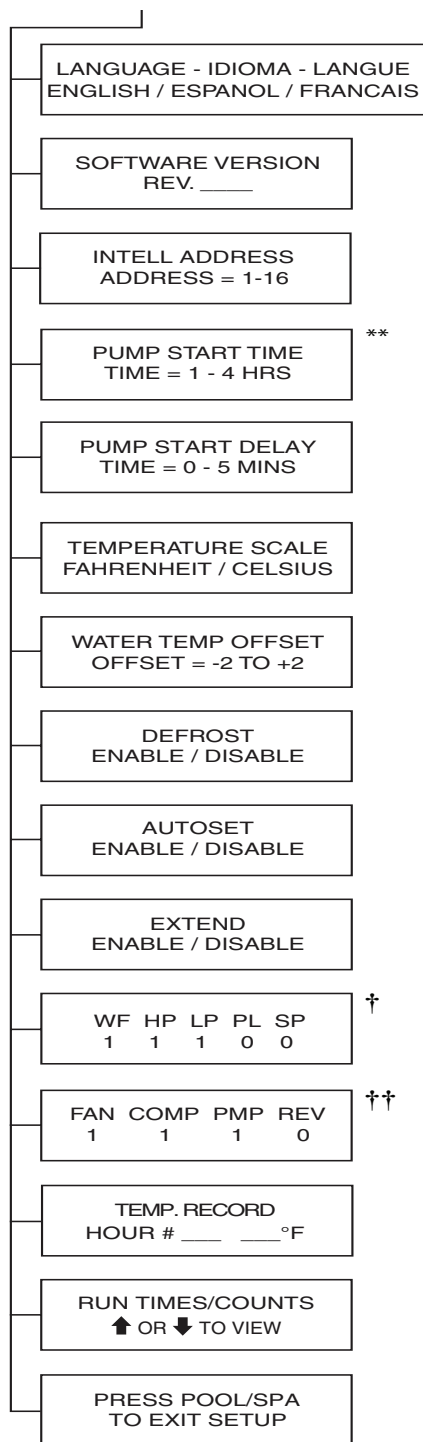 LANGUAGE - IDIOMA - LANGUE
ENGLISH / ESPANOL / FRANCAIS
SOFTWARE VERSION
REV. ____
INTELL ADDRESS
ADDRESS = 1-16
**
PUMP START TIME
TIME = 1 - 4 HRS
PUMP START DELAY
TIME = 0 - 5 MINS
TEMPERATURE SCALE
FAHRENHEIT / CELSIUS
WATER TEMP OFFSET
OFFSET = -2 TO +2
DEFROST
ENABLE / DISABLE
AUTOSET
ENABLE / DISABLE
EXTEND
ENABLE / DISABLE
†
WF HP LP PL SP
1 1 1 0 0
††
FAN COMP PMP REV
1 1 1 0
TEMP. RECORD
HOUR # ___ ___°F
RUN TIMES/COUNTS
🡅 OR 🡇 TO VIEW
PRESS POOL/SPA
TO EXIT SETUP